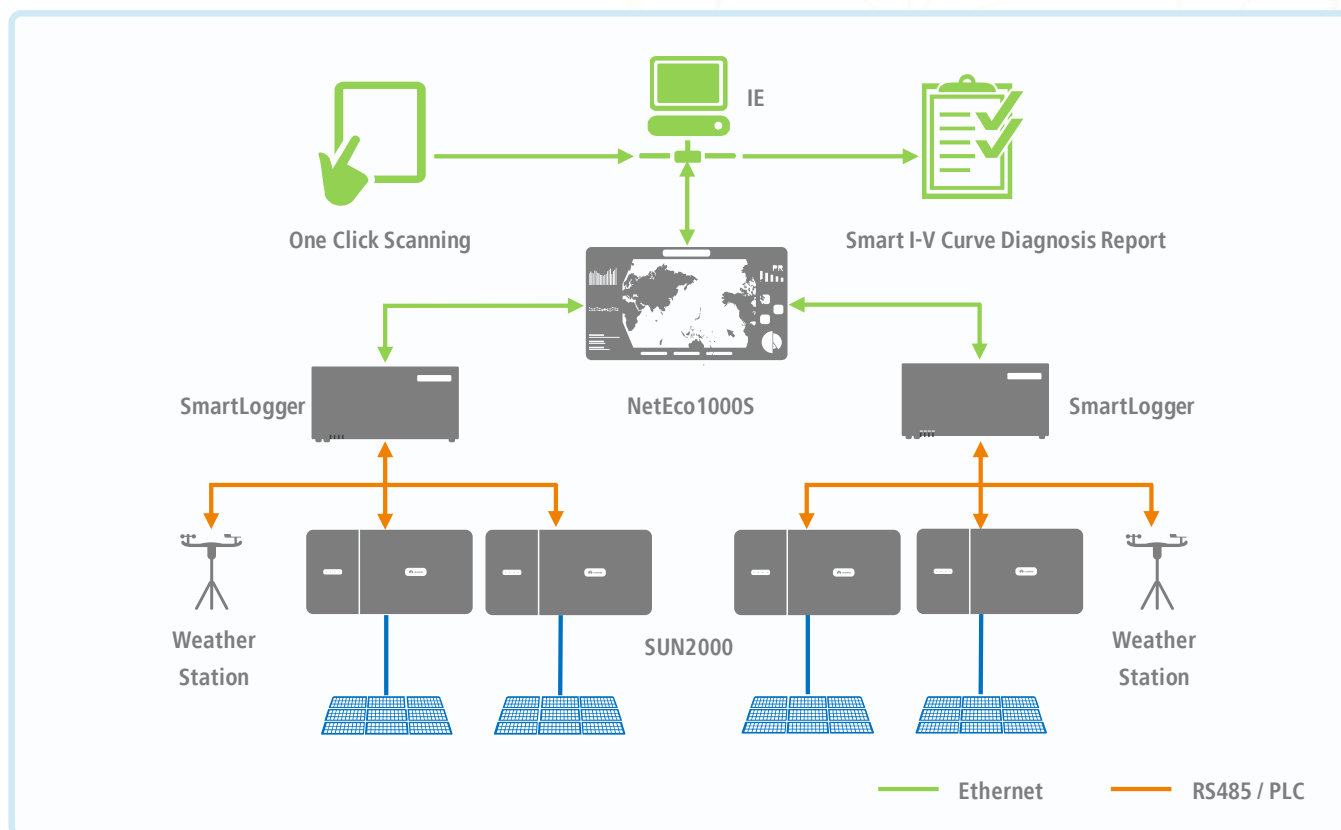 IE
One Click Scanning
Smart I-V Curve Diagnosis Report
PR
SmartLogger
NetEco1000S
SmartLogger
Weather
Station
SUN2000
Weather
Station
Ethernet
RS485 / PLC